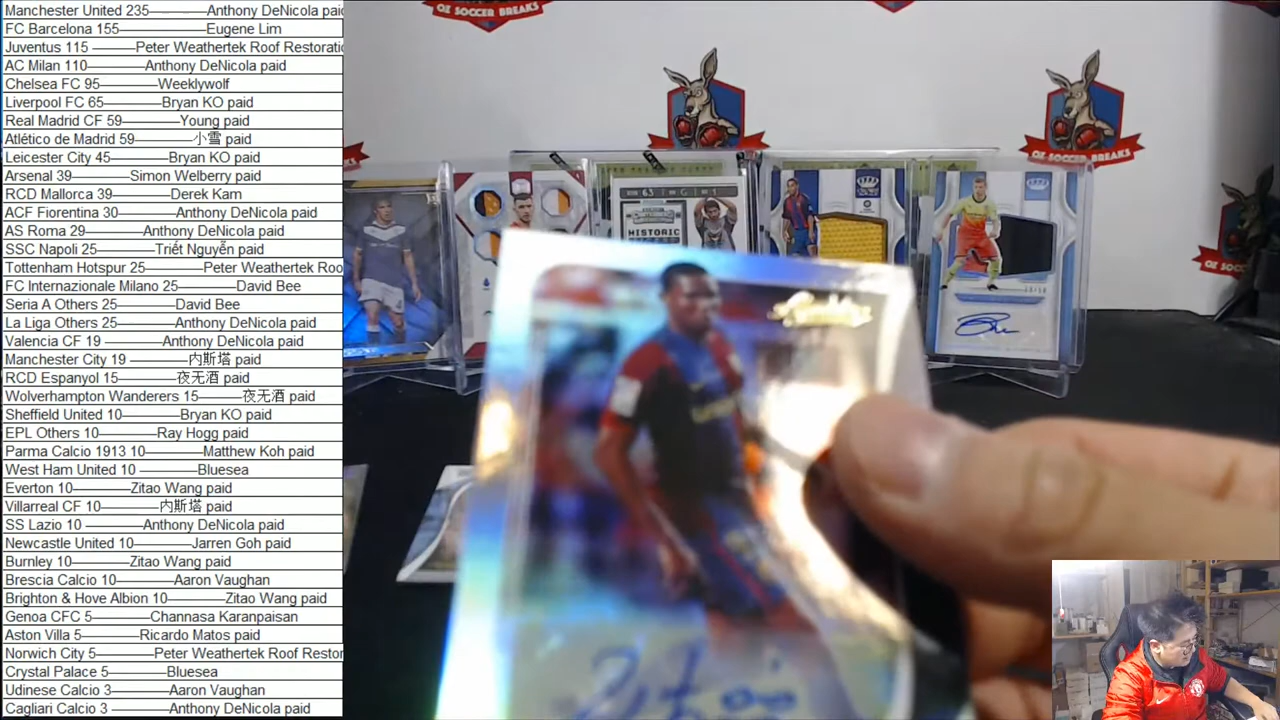 Manchester United 235————Anthony DeNicola paid
FC Barcelona 155————Eugene Lim
Juventus 115 ————Peter Weathertek Roof Restorati
AC Milan 110————Anthony DeNicola paid
Chelsea FC 95————Weeklywolf
Liverpool FC 65————Bryan KO paid
Real Madrid CF 59————Young paid
Atlético de Madrid 59————小雪 paid
Leicester City 45————Bryan KO paid
Arsenal 39————Simon Welberry paid
RCD Mallorca 39————Derek Kam
ACF Fiorentina 30————Anthony DeNicola paid
AS Roma 29————Anthony DeNicola paid
SSC Napoli 25————Triết Nguyễn paid
Tottenham Hotspur 25————Peter Weathertek Roo
FC Internazionale Milano 25————David Bee
Seria A Others 25————David Bee
La Liga Others 25————Anthony DeNicola paid
Valencia CF 19————Anthony DeNicola paid
Manchester City 19 ————内斯塔 paid
RCD Espanyol 15————夜无酒 paid
Wolverhampton Wanderers 15————夜无酒 paid
Sheffield United 10————Bryan KO paid
EPL Others 10————Ray Hogg paid
Parma Calcio 1913 10————Matthew Koh paid
West Ham United 10 ————Bluesea
Everton 10————Zitao Wang paid
Villarreal CF 10————内斯塔 paid
SS Lazio 10 ————Anthony DeNicola paid
Newcastle United 10————Jarren Goh paid
Burnley 10————Zitao Wang paid
Brescia Calcio 10————Aaron Vaughan
Brighton & Hove Albion 10————Zitao Wang paid
Genoa CFC 5————Channasa Karanpaisan
Aston Villa 5————Ricardo Matos paid
Norwich City 5————Peter Weathertek Roof Restor
Crystal Palace 5————Bluesea
Udinese Calcio 3————Aaron Vaughan
Cagliari Calcio 3————Anthony DeNicola paid
OZ SOCCER BREAKS
OZ SOCCER BREAKS
OZ SOCCER BREAKS
HISTORIC